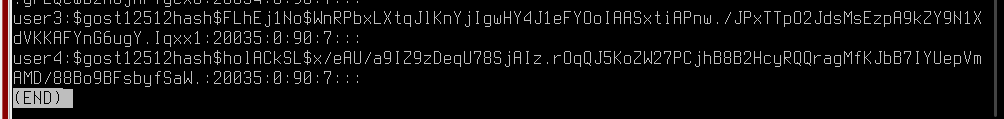 user3:$gost12512hash$FLhEj1No$WnRPbxLXtqJlKnYjIgwHY4J1eFYOoIAASxtiAPnw./JPxTTpO2JdsMsEzpA9kZY9N1X
dVKKAFYnG6ugY.Iqxx1:20035:0:90:7:::
user4:$gost12512hash$holACkSL$x/eAU/a9IZ9zDeqU78SjAIz.rOqQJ5KoZW27PCjhB8B2HcyRQQragMfKJbB7IYUepVm
AMD/88Bo9BFsbyfSaW.:20035:0:90:7:::
(END)